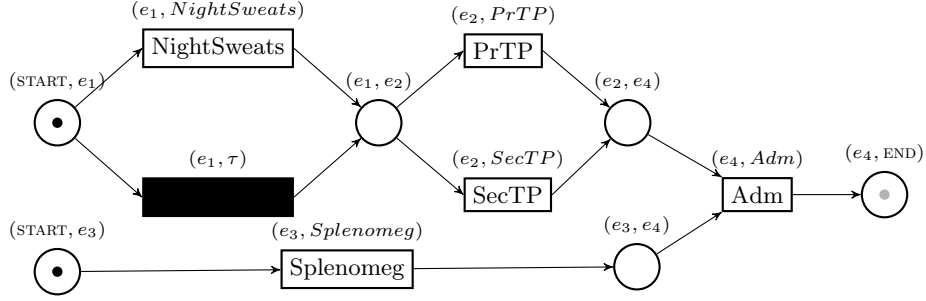 (e₁, NightSweats)
NightSweats
(e₂, PrTP)
PrTP
(START, e₁)
(e₁, e₂)
(e₂, e₄)
(e₁, τ)
(e₂, SecTP)
SecTP
(e₄, Adm)
Adm
(e₄, END)
(START, e₃)
(e₃, Splenomeg)
Splenomeg
(e₃, e₄)